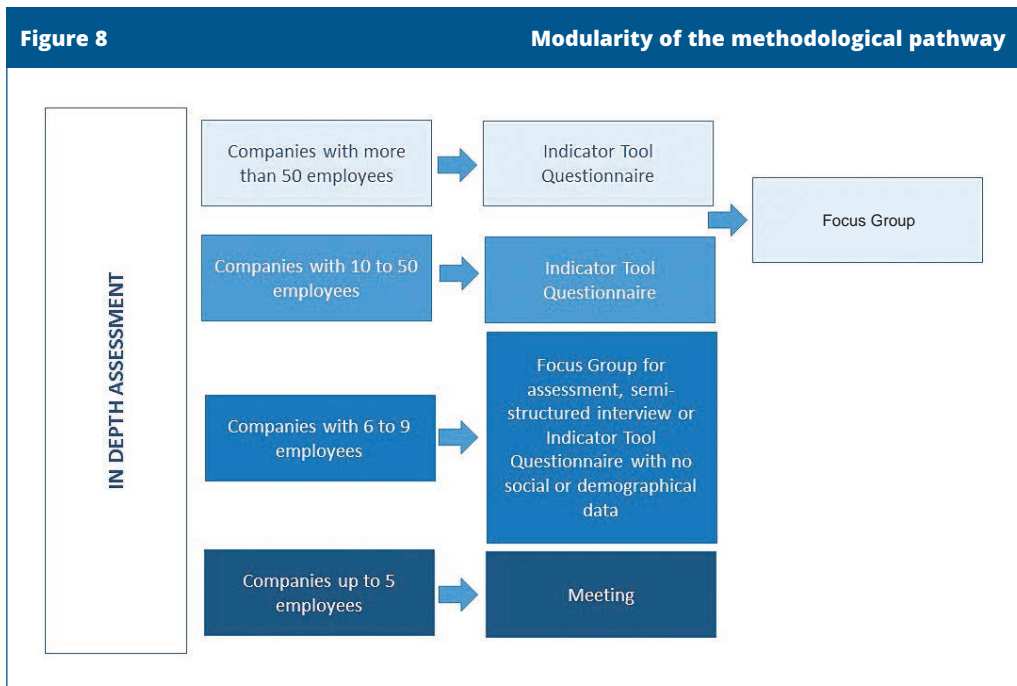 Figure 8
Modularity of the methodological pathway
IN DEPTH ASSESSMENT
Companies with more
than 50 employees
Indicator Tool
Questionnaire
Focus Group
Companies with 10 to 50
employees
Indicator Tool
Questionnaire
Companies with 6 to 9
employees
Focus Group for
assessment, semi-
structured interview or
Indicator Tool
Questionnaire with no
social or demographical
data
Companies up to 5
employees
Meeting